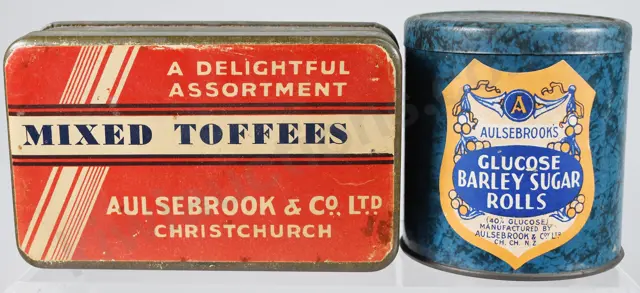 A DELIGHTFUL
ASSORTMENT
MIXED TOFFEES
AULSEBROOK & CO. LTD
CHRISTCHURCH
A
AULSEBROOK'S
GLUCOSE
BARLEY SUGAR
ROLLS
(40% GLUCOSE)
MANUFACTURED BY
AULSEBROOK & COY LTD
CH. CH. N.Z